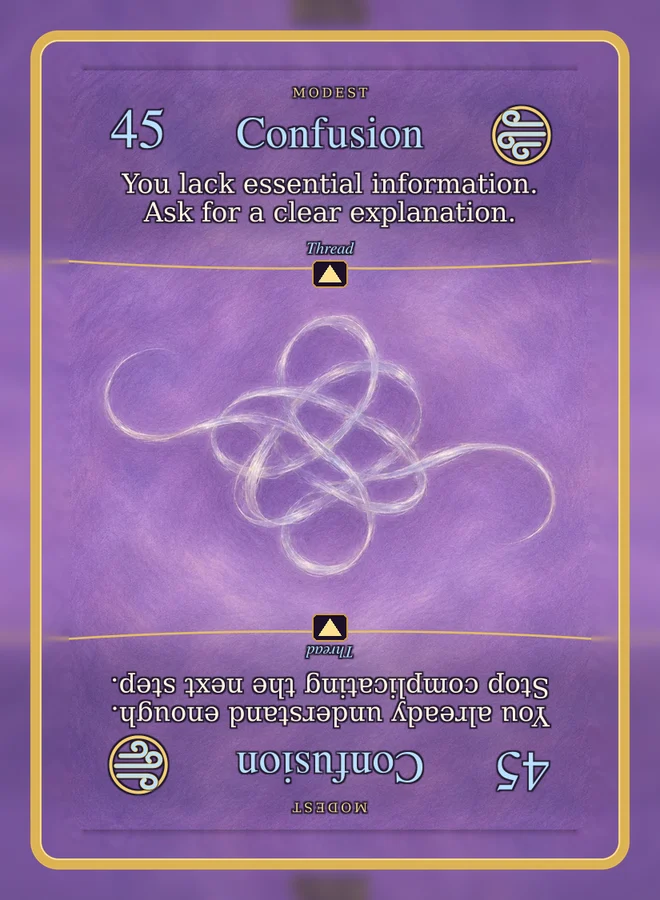 MODEST
45 Confusion
You lack essential information.
Ask for a clear explanation.
Thread
Thread
Stop complicating the next step.
You already understand enough.
Confusion 45
MODEST